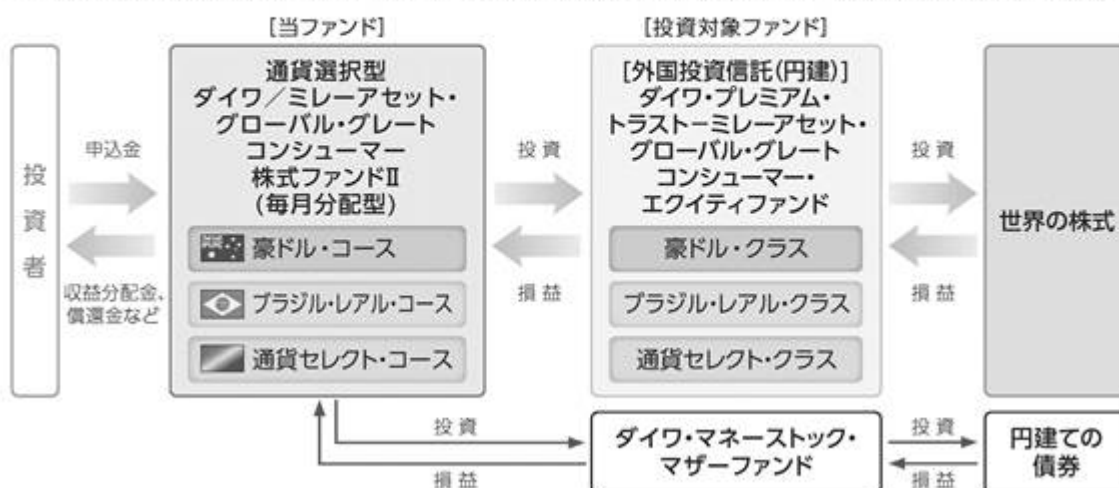 [当ファンド]
[投資対象ファンド]
投資者
申込金
収益分配金、
償還金など
通貨選択型
ダイワ／ミレーアセット・
グローバル・グレート
コンシューマー
株式ファンドⅡ
(毎月分配型)
豪ドル・コース
ブラジル・レアル・コース
通貨セレクト・コース
投資
損益
[外国投資信託(円建)]
ダイワ・プレミアム・
トラストーミレーアセット・
グローバル・グレート
コンシューマー・
エクイティファンド
豪ドル・クラス
ブラジル・レアル・クラス
通貨セレクト・クラス
投資
損益
世界の株式
投資
損益
ダイワ・マネーストック・
マザーファンド
投資
損益
円建ての
債券